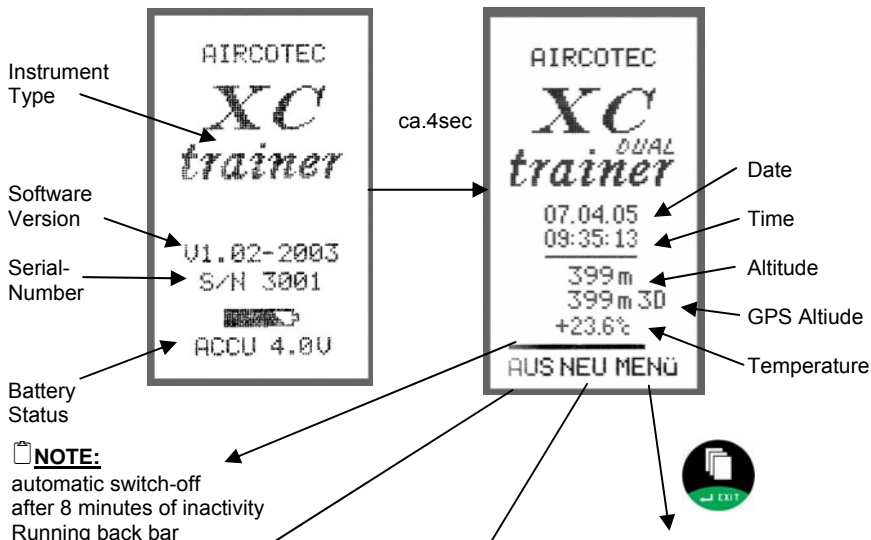 Instrument
Type
Software
Version
Serial-
Number
Battery
Status
AIRCOTEC
XC
trainer
V1.02-2003
S/N 3001
ACCU 4.0V
ca.4sec
AIRCOTEC
XC
DUAL
trainer
07.04.05
09:35:13
399m
399m 3D
+23.6℃
AUS NEU MENÜ
Date
Time
Altitude
GPS Altiude
Temperature
NOTE:
automatic switch-off
after 8 minutes of inactivity
Running back bar
EXIT